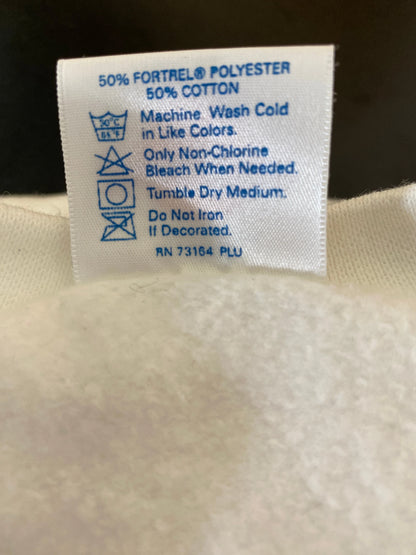 50% FORTREL® POLYESTER
50% COTTON
Machine Wash Cold
in Like Colors.
Only Non-Chlorine
Bleach When Needed.
Tumble Dry Medium.
Do Not Iron
If Decorated.
RN 73164 PLU